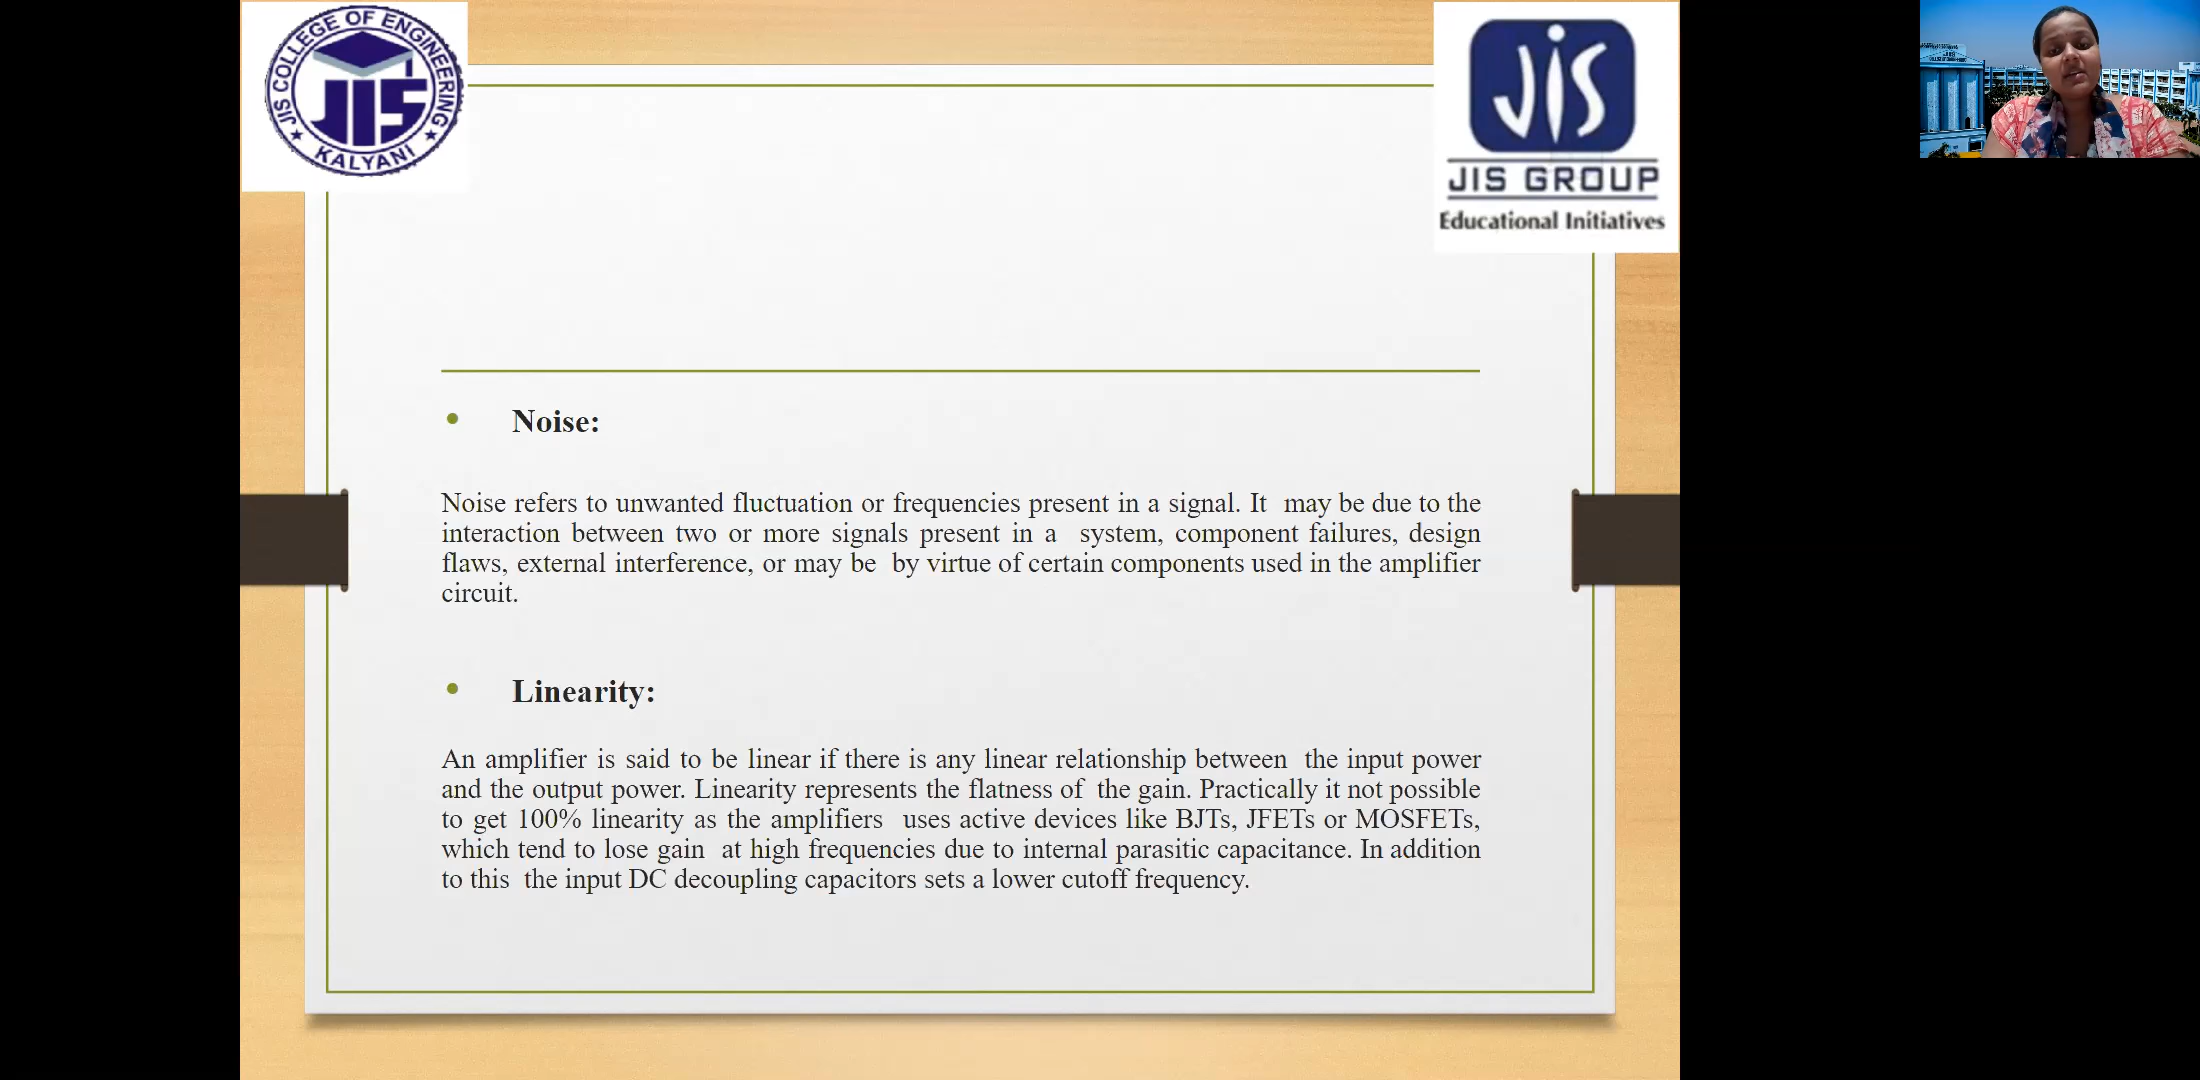 JIS COLLEGE OF ENGINEERING
JIS
KALYANI
JIS
JIS GROUP
Educational Initiatives
• Noise:
Noise refers to unwanted fluctuation or frequencies present in a signal. It may be due to the
interaction between two or more signals present in a system, component failures, design
flaws, external interference, or may be by virtue of certain components used in the amplifier
circuit.
• Linearity:
An amplifier is said to be linear if there is any linear relationship between the input power
and the output power. Linearity represents the flatness of the gain. Practically it not possible
to get 100% linearity as the amplifiers uses active devices like BJTs, JFETs or MOSFETs,
which tend to lose gain at high frequencies due to internal parasitic capacitance. In addition
to this the input DC decoupling capacitors sets a lower cutoff frequency.